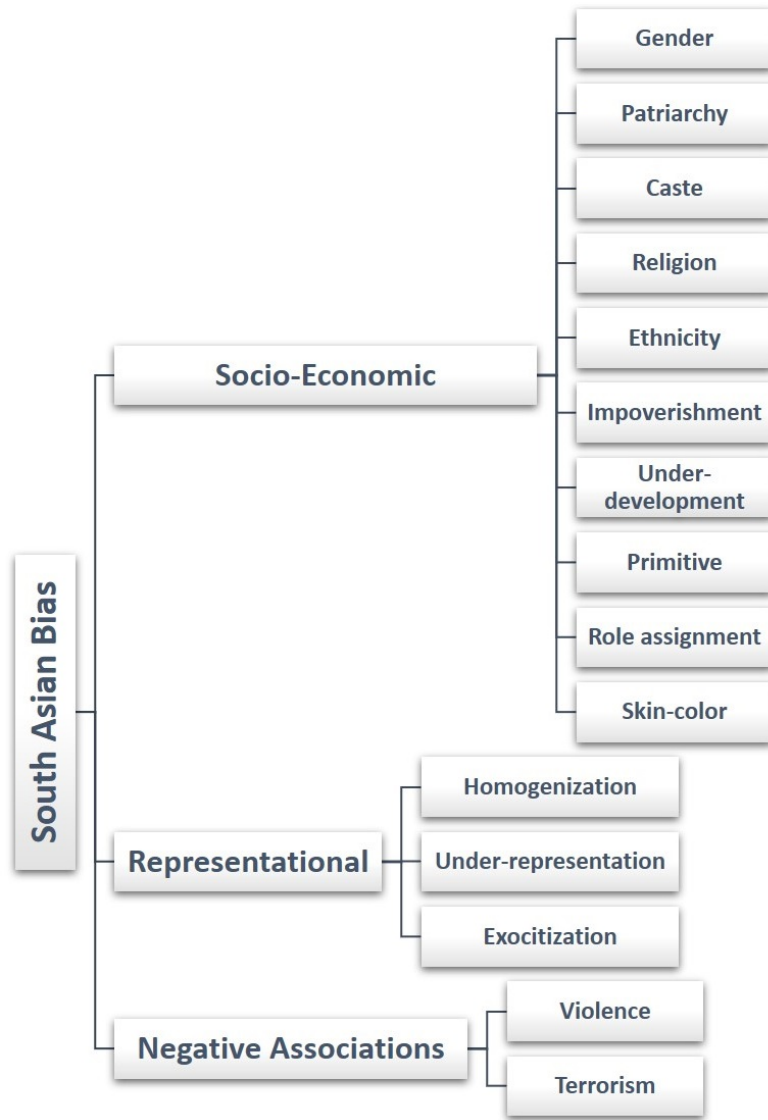 South Asian Bias
Socio-Economic
Gender
Patriarchy
Caste
Religion
Ethnicity
Impoverishment
Under-
development
Primitive
Role assignment
Skin-color
Representational
Homogenization
Under-representation
Exocitization
Negative Associations
Violence
Terrorism